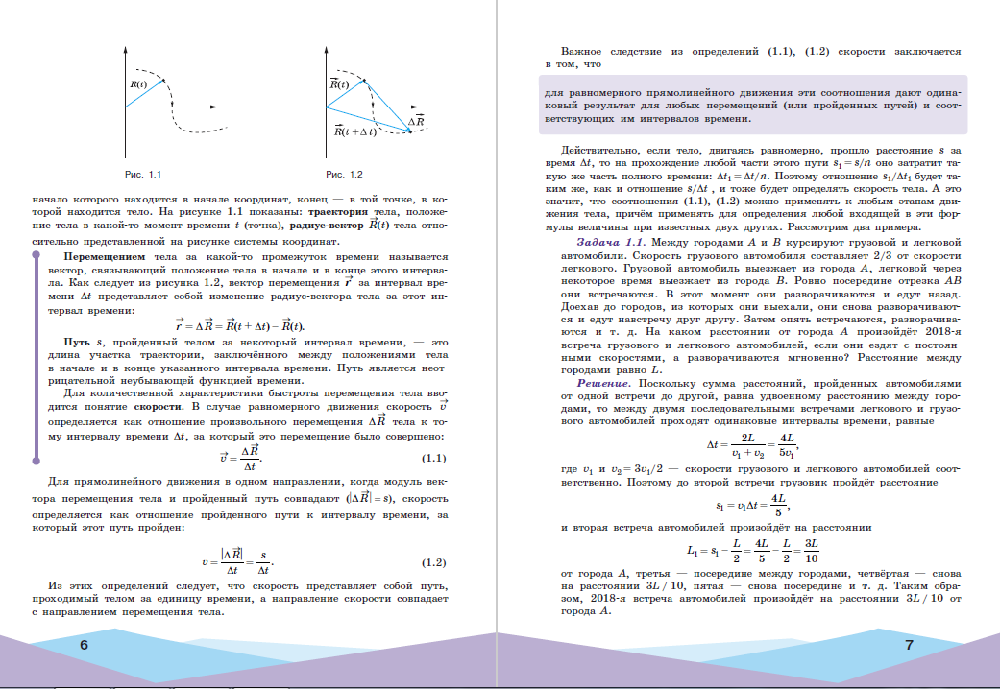 R(t)
Рис. 1.1
R⃗(t)
ΔR⃗
R⃗(t + Δt)
Рис. 1.2
начало которого находится в начале координат, конец — в той точке, в ко-
торой находится тело. На рисунке 1.1 показаны: траектория тела, положе-
ние тела в какой-то момент времени t (точка), радиус-вектор R⃗(t) тела отно-
сительно представленной на рисунке системы координат.
Перемещением тела за какой-то промежуток времени называется
вектор, связывающий положение тела в начале и в конце этого интерва-
ла. Как следует из рисунка 1.2, вектор перемещения r⃗ за интервал вре-
мени Δt представляет собой изменение радиус-вектора тела за этот ин-
тервал времени:
r⃗ = ΔR⃗ = R⃗(t + Δt) − R⃗(t).
Путь s, пройденный телом за некоторый интервал времени, — это
длина участка траектории, заключённого между положениями тела
в начале и в конце указанного интервала времени. Путь является неот-
рицательной неубывающей функцией времени.
Для количественной характеристики быстроты перемещения тела вво-
дится понятие скорости. В случае равномерного движения скорость v⃗
определяется как отношение произвольного перемещения ΔR⃗ тела к то-
му интервалу времени Δt, за который это перемещение было совершено:
v⃗ = ΔR⃗/Δt. (1.1)
Для прямолинейного движения в одном направлении, когда модуль век-
тора перемещения тела и пройденный путь совпадают (|ΔR⃗| = s), скорость
определяется как отношение пройденного пути к интервалу времени, за
который этот путь пройден:
v = |ΔR⃗|/Δt = s/Δt. (1.2)
Из этих определений следует, что скорость представляет собой путь,
проходимый телом за единицу времени, а направление скорости совпадает
с направлением перемещения тела.
6
Важное следствие из определений (1.1), (1.2) скорости заключается
в том, что
для равномерного прямолинейного движения эти соотношения дают одина-
ковый результат для любых перемещений (или пройденных путей) и соот-
ветствующих им интервалов времени.
Действительно, если тело, двигаясь равномерно, прошло расстояние s за
время Δt, то на прохождение любой части этого пути s₁ = s/n оно затратит та-
кую же часть полного времени: Δt₁ = Δt/n. Поэтому отношение s₁/Δt₁ будет та-
ким же, как и отношение s/Δt , и тоже будет определять скорость тела. А это
значит, что соотношения (1.1), (1.2) можно применять к любым этапам дви-
жения тела, причём применять для определения любой входящей в эти фор-
мулы величины при известных двух других. Рассмотрим два примера.
Задача 1.1. Между городами A и B курсируют грузовой и легковой
автомобили. Скорость грузового автомобиля составляет 2/3 от скорости
легкового. Грузовой автомобиль выезжает из города A, легковой через
некоторое время выезжает из города B. Ровно посередине отрезка AB
они встречаются. В этот момент они разворачиваются и едут назад.
Доехав до городов, из которых они выехали, они снова разворачивают-
ся и едут навстречу друг другу. Затем опять встречаются, разворачива-
ются и т. д. На каком расстоянии от города A произойдёт 2018-я
встреча грузового и легкового автомобилей, если они ездят с постоян-
ными скоростями, а разворачиваются мгновенно? Расстояние между
городами равно L.
Решение. Поскольку сумма расстояний, пройденных автомобилями
от одной встречи до другой, равна удвоенному расстоянию между горо-
дами, то между двумя последовательными встречами легкового и грузо-
вого автомобилей проходят одинаковые интервалы времени, равные
Δt = 2L/(v₁ + v₂) = 4L/5v₁,
где v₁ и v₂ = 3v₁/2 — скорости грузового и легкового автомобилей соот-
ветственно. Поэтому до второй встречи грузовик пройдёт расстояние
s₁ = v₁Δt = 4L/5,
и вторая встреча автомобилей произойдёт на расстоянии
L₁ = s₁ − L/2 = 4L/5 − L/2 = 3L/10
от города A, третья — посередине между городами, четвёртая — снова
на расстоянии 3L / 10, пятая — снова посередине и т. д. Таким обра-
зом, 2018-я встреча автомобилей произойдёт на расстоянии 3L / 10 от
города A.
7